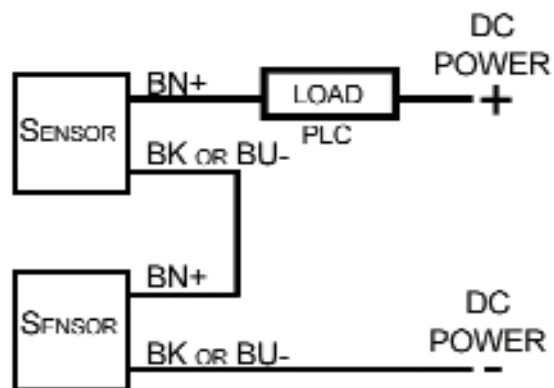 DC
POWER
+
BN+
LOAD
PLC
SENSOR
BK OR BU-
BN+
SENSOR
BK OR BU-
DC
POWER
-